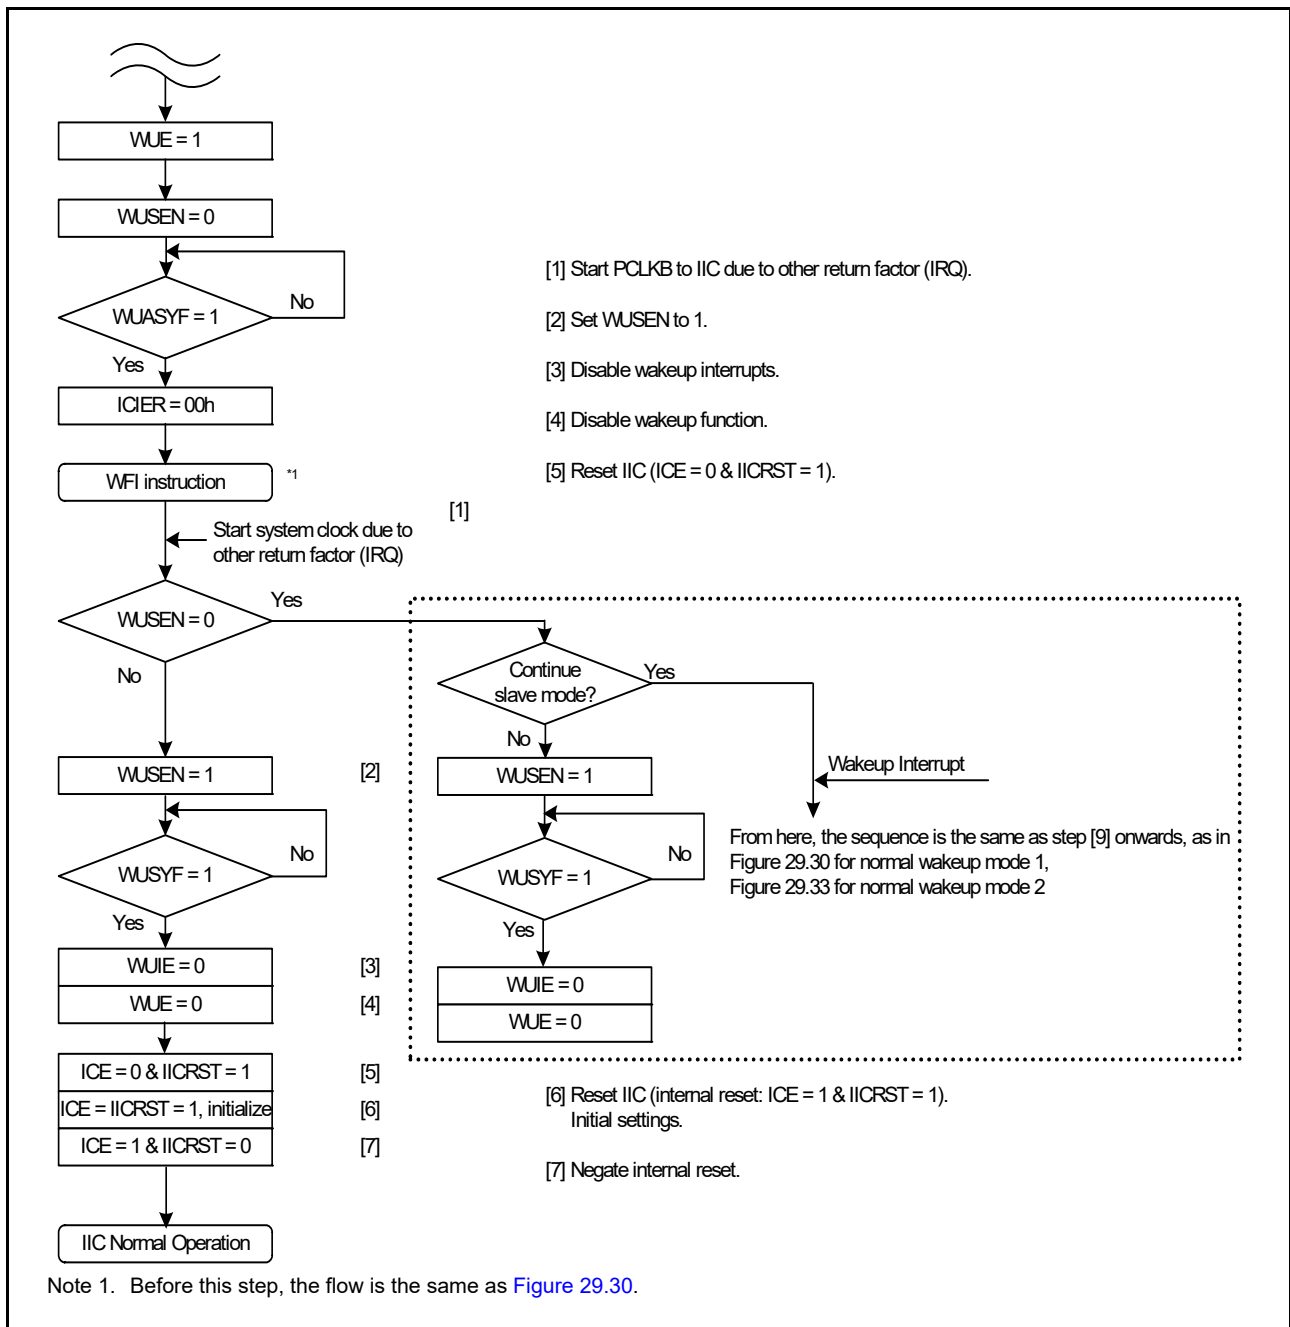 WUE = 1
WUSEN = 0
WUASYF = 1
No
Yes
ICIER = 00h
WFI instruction
*1
[1] Start PCLKB to IIC due to other return factor (IRQ).
[2] Set WUSEN to 1.
[3] Disable wakeup interrupts.
[4] Disable wakeup function.
[5] Reset IIC (ICE = 0 & IICRST = 1).
[1]
Start system clock due to
other return factor (IRQ)
WUSEN = 0
Yes
No
Continue
slave mode?
Yes
No
WUSEN = 1
[2]
WUSEN = 1
Wakeup Interrupt
From here, the sequence is the same as step [9] onwards, as in
Figure 29.30 for normal wakeup mode 1,
Figure 29.33 for normal wakeup mode 2
WUSYF = 1
No
Yes
WUSYF = 1
No
Yes
WUIE = 0
[3]
WUE = 0
[4]
WUIE = 0
WUE = 0
ICE = 0 & IICRST = 1
[5]
ICE = IICRST = 1, initialize
[6]
ICE = 1 & IICRST = 0
[7]
[6] Reset IIC (internal reset: ICE = 1 & IICRST = 1).
Initial settings.
[7] Negate internal reset.
IIC Normal Operation
Note 1. Before this step, the flow is the same as Figure 29.30.